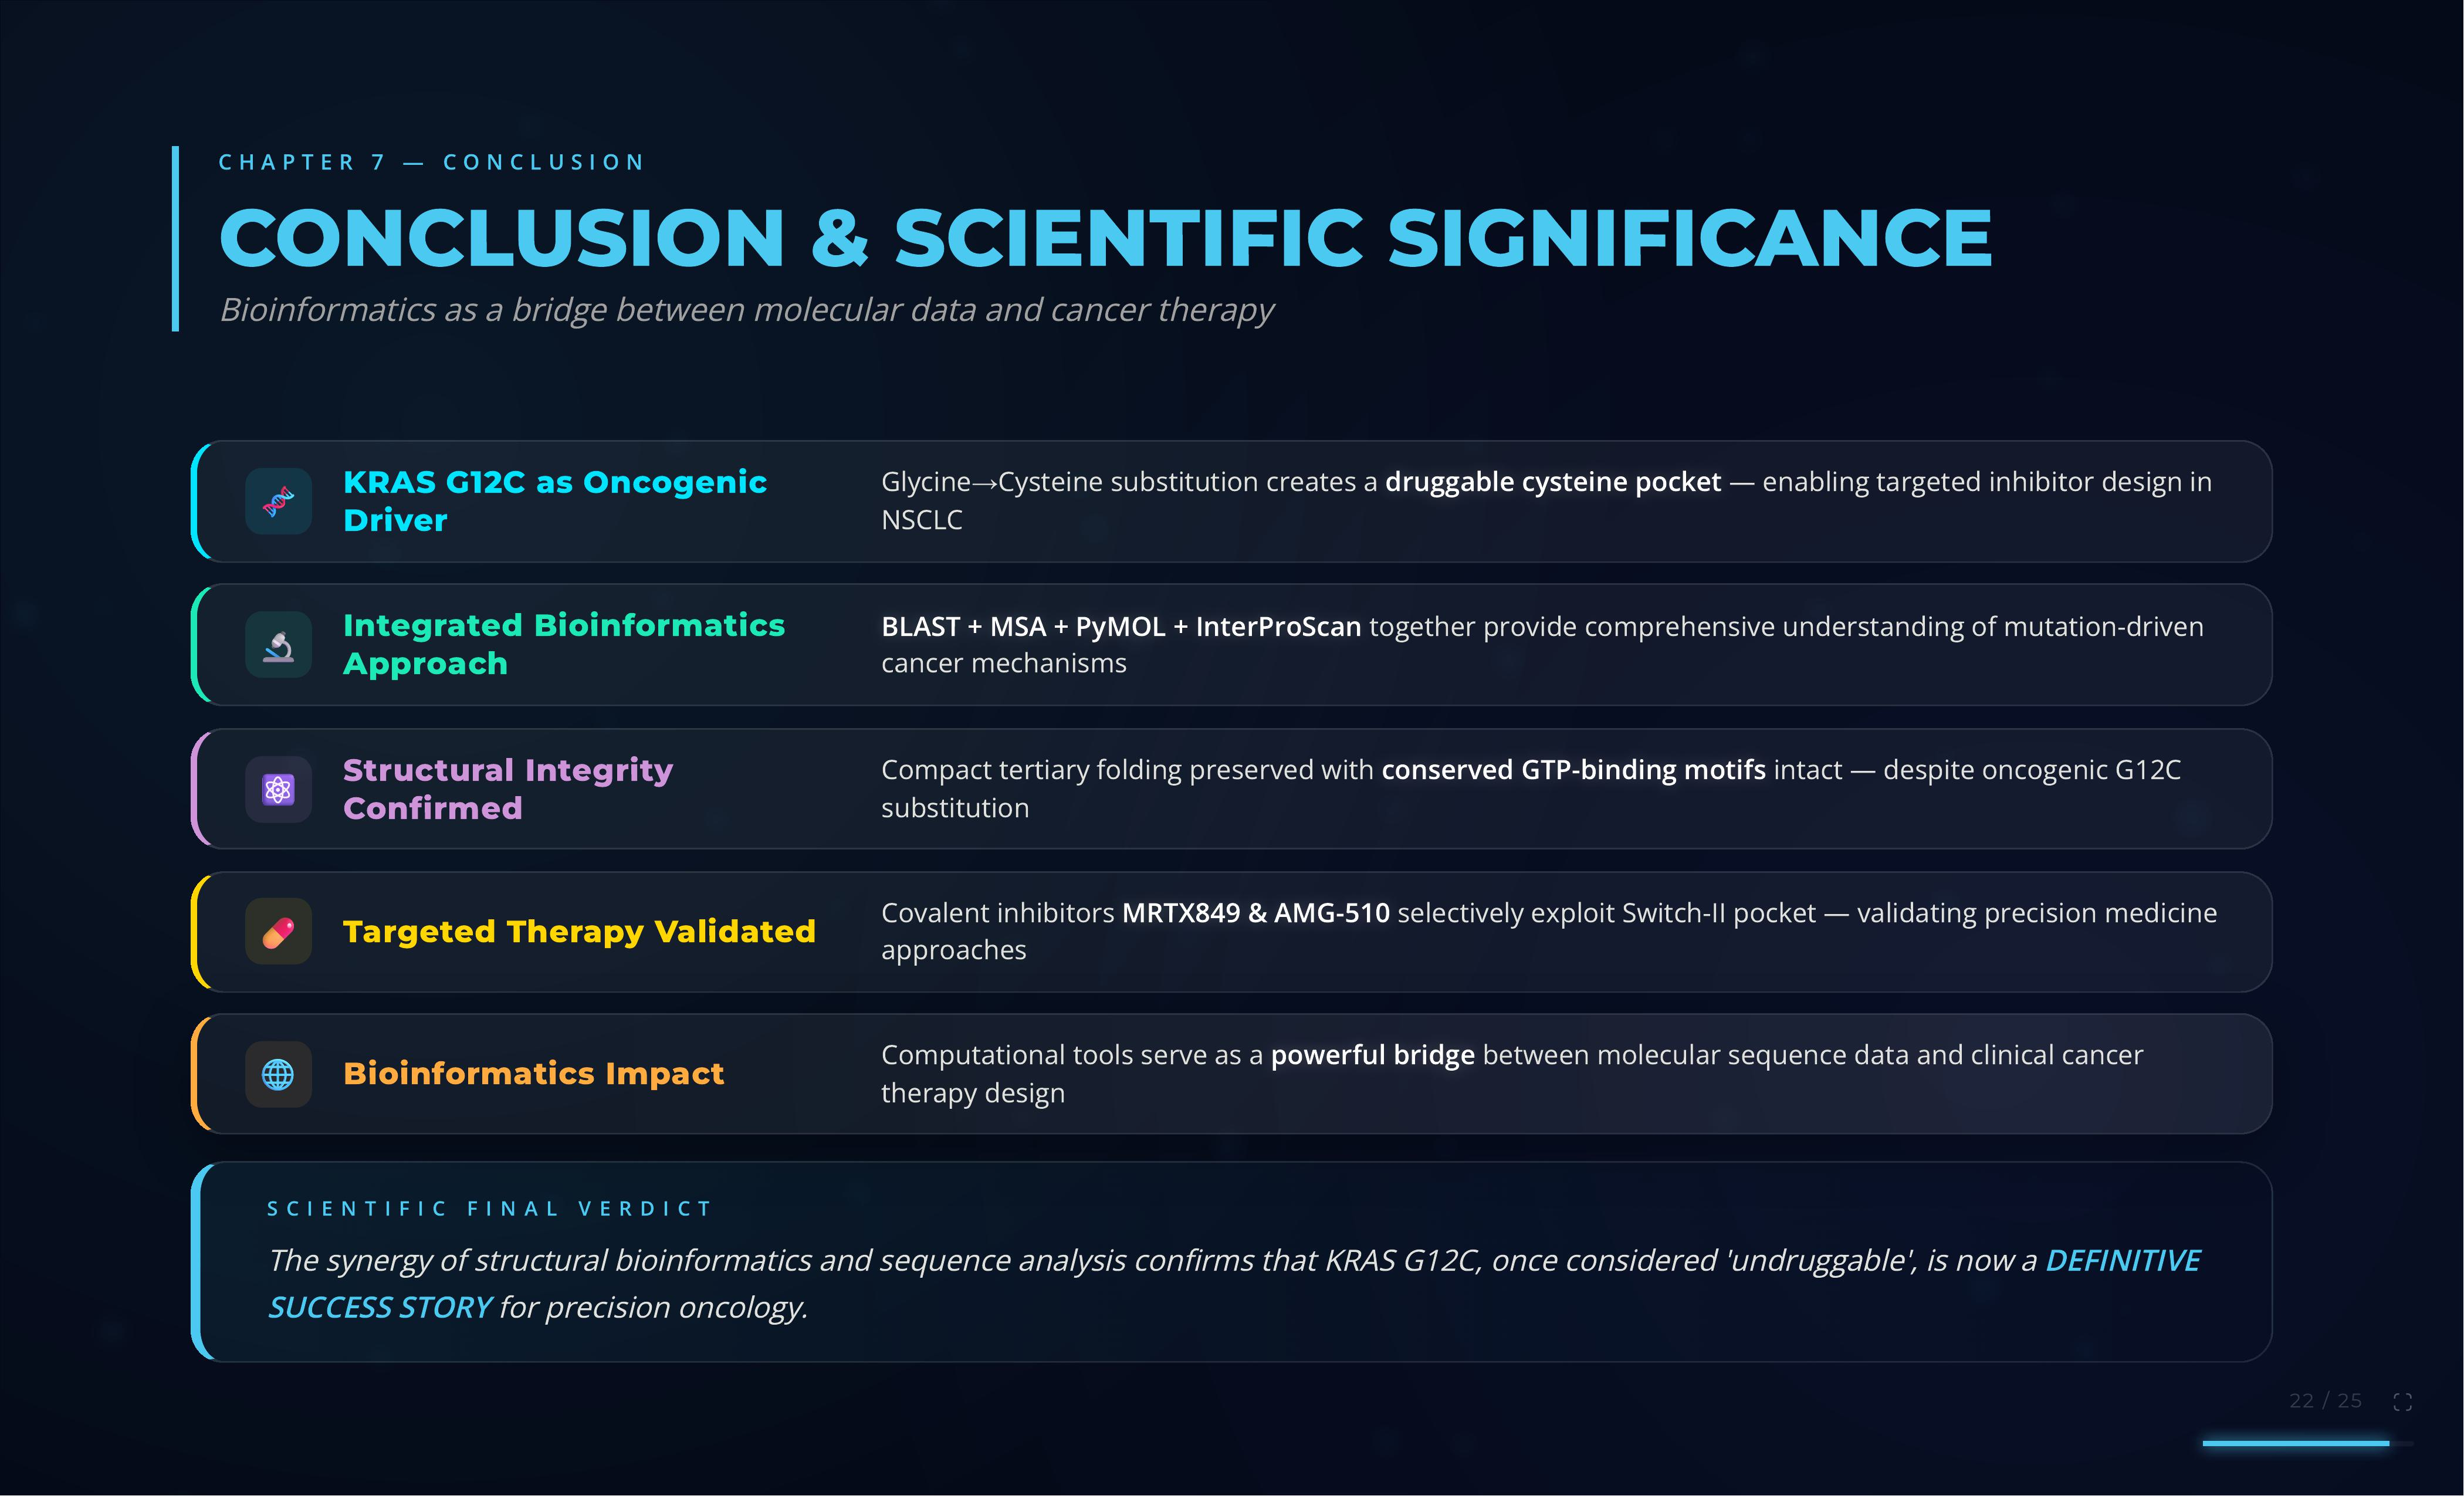 CHAPTER 7 — CONCLUSION
CONCLUSION & SCIENTIFIC SIGNIFICANCE
Bioinformatics as a bridge between molecular data and cancer therapy
KRAS G12C as Oncogenic
Driver
Glycine→Cysteine substitution creates a druggable cysteine pocket — enabling targeted inhibitor design in
NSCLC
Integrated Bioinformatics
Approach
BLAST + MSA + PyMOL + InterProScan together provide comprehensive understanding of mutation-driven
cancer mechanisms
Structural Integrity
Confirmed
Compact tertiary folding preserved with conserved GTP-binding motifs intact — despite oncogenic G12C
substitution
Targeted Therapy Validated
Covalent inhibitors MRTX849 & AMG-510 selectively exploit Switch-II pocket — validating precision medicine
approaches
Bioinformatics Impact
Computational tools serve as a powerful bridge between molecular sequence data and clinical cancer
therapy design
SCIENTIFIC FINAL VERDICT
The synergy of structural bioinformatics and sequence analysis confirms that KRAS G12C, once considered 'undruggable', is now a DEFINITIVE
SUCCESS STORY for precision oncology.
22 / 25